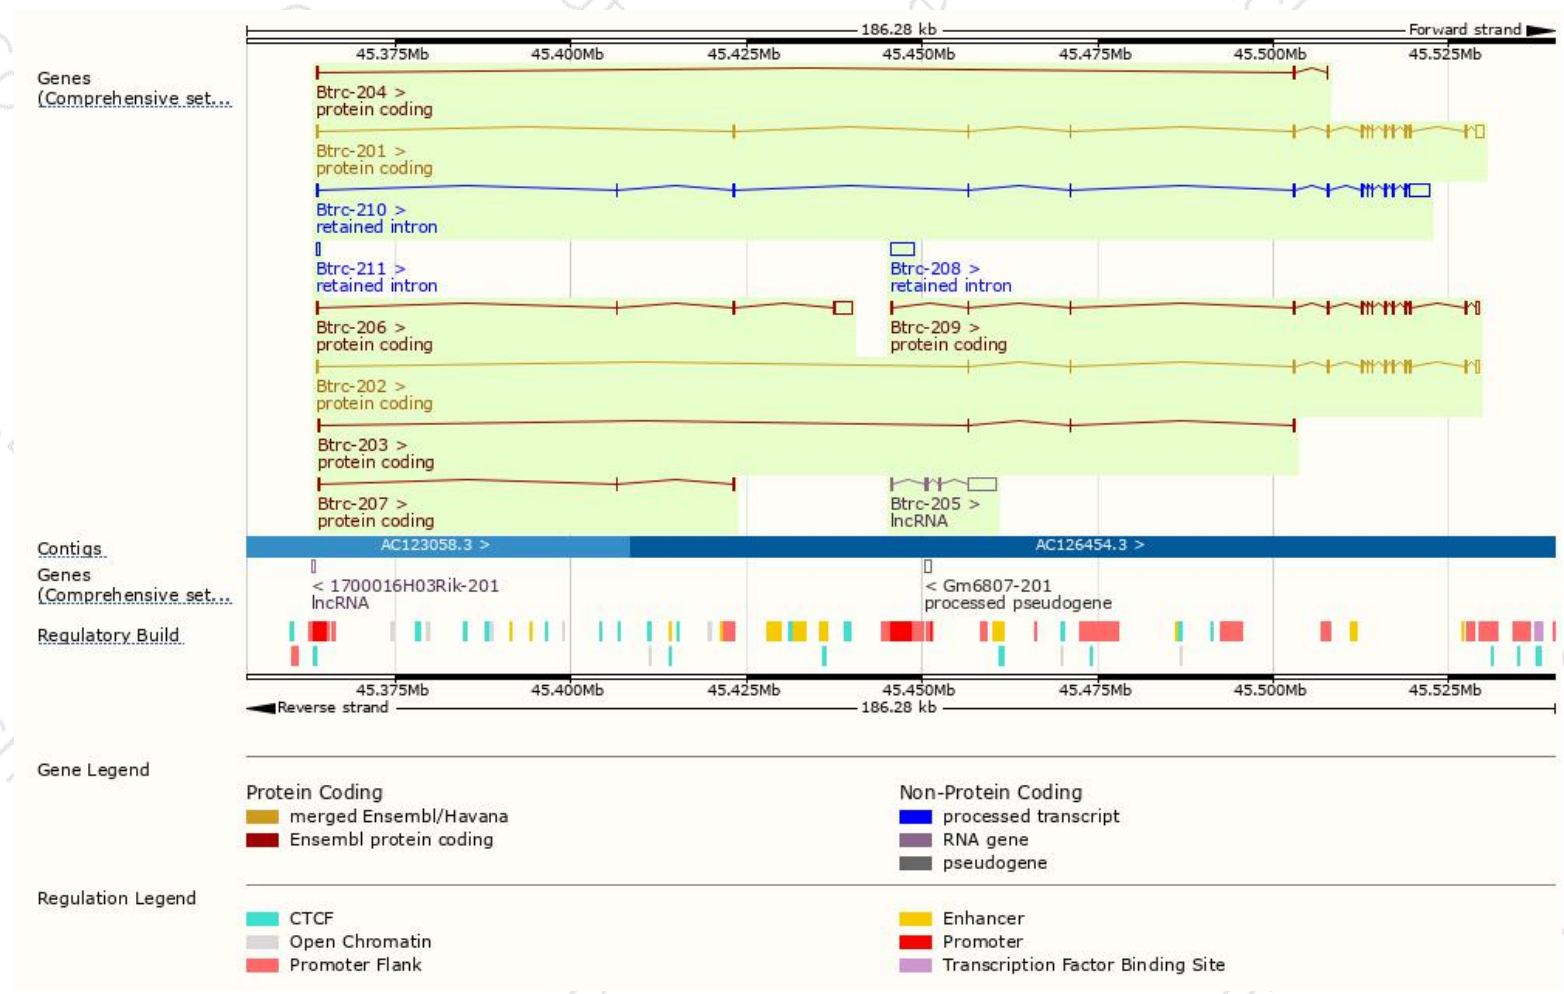 186.28 kb Forward strand
45.375Mb 45.400Mb 45.425Mb 45.450Mb 45.475Mb 45.500Mb 45.525Mb
Genes
(Comprehensive set...
Btrc-204 >
protein coding
Btrc-201 >
protein coding
Btrc-210 >
retained intron
Btrc-211 > Btrc-208 >
retained intron retained intron
Btrc-206 > Btrc-209 >
protein coding protein coding
Btrc-202 >
protein coding
Btrc-203 >
protein coding
Btrc-207 > Btrc-205 >
protein coding lncRNA
Contigs AC123058.3 > AC126454.3 >
Genes
(Comprehensive set...
< 1700016H03Rik-201 < Gm6807-201
lncRNA processed pseudogene
Regulatory Build
45.375Mb 45.400Mb 45.425Mb 45.450Mb 45.475Mb 45.500Mb 45.525Mb
Reverse strand 186.28 kb
Gene Legend
Protein Coding Non-Protein Coding
merged Ensembl/Havana processed transcript
Ensembl protein coding RNA gene
pseudogene
Regulation Legend
CTCF Enhancer
Open Chromatin Promoter
Promoter Flank Transcription Factor Binding Site